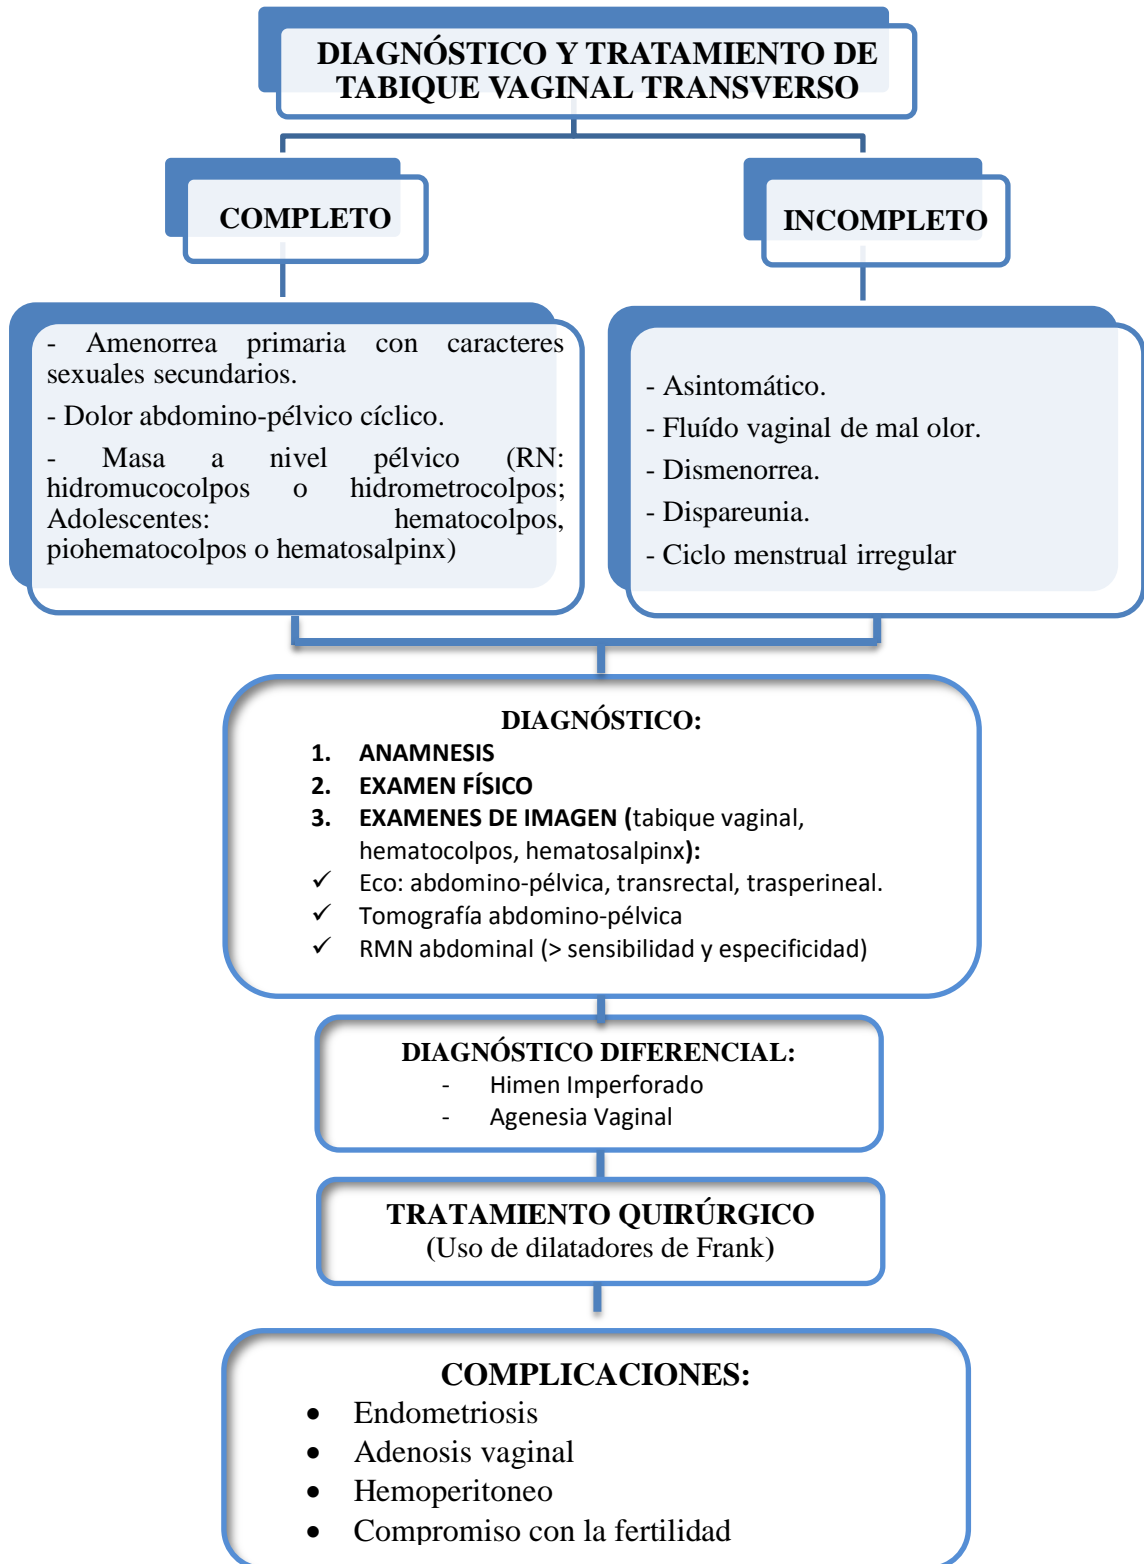 DIAGNÓSTICO Y TRATAMIENTO DE
TABIQUE VAGINAL TRANSVERSO
COMPLETO
INCOMPLETO
- Amenorrea primaria con caracteres
sexuales secundarios.
- Dolor abdomino-pélvico cíclico.
- Masa a nivel pélvico (RN:
hidromucocolpos o hidrometrocolpos;
Adolescentes: hematocolpos,
piohematocolpos o hematosalpinx)
- Asintomático.
- Fluído vaginal de mal olor.
- Dismenorrea.
- Dispareunia.
- Ciclo menstrual irregular
DIAGNÓSTICO:
1. ANAMNESIS
2. EXAMEN FÍSICO
3. EXAMENES DE IMAGEN (tabique vaginal,
hematocolpos, hematosalpinx):
✓ Eco: abdomino-pélvica, transrectal, trasperineal.
✓ Tomografía abdomino-pélvica
✓ RMN abdominal (> sensibilidad y especificidad)
DIAGNÓSTICO DIFERENCIAL:
- Himen Imperforado
- Agenesia Vaginal
TRATAMIENTO QUIRÚRGICO
(Uso de dilatadores de Frank)
COMPLICACIONES:
• Endometriosis
• Adenosis vaginal
• Hemoperitoneo
• Compromiso con la fertilidad